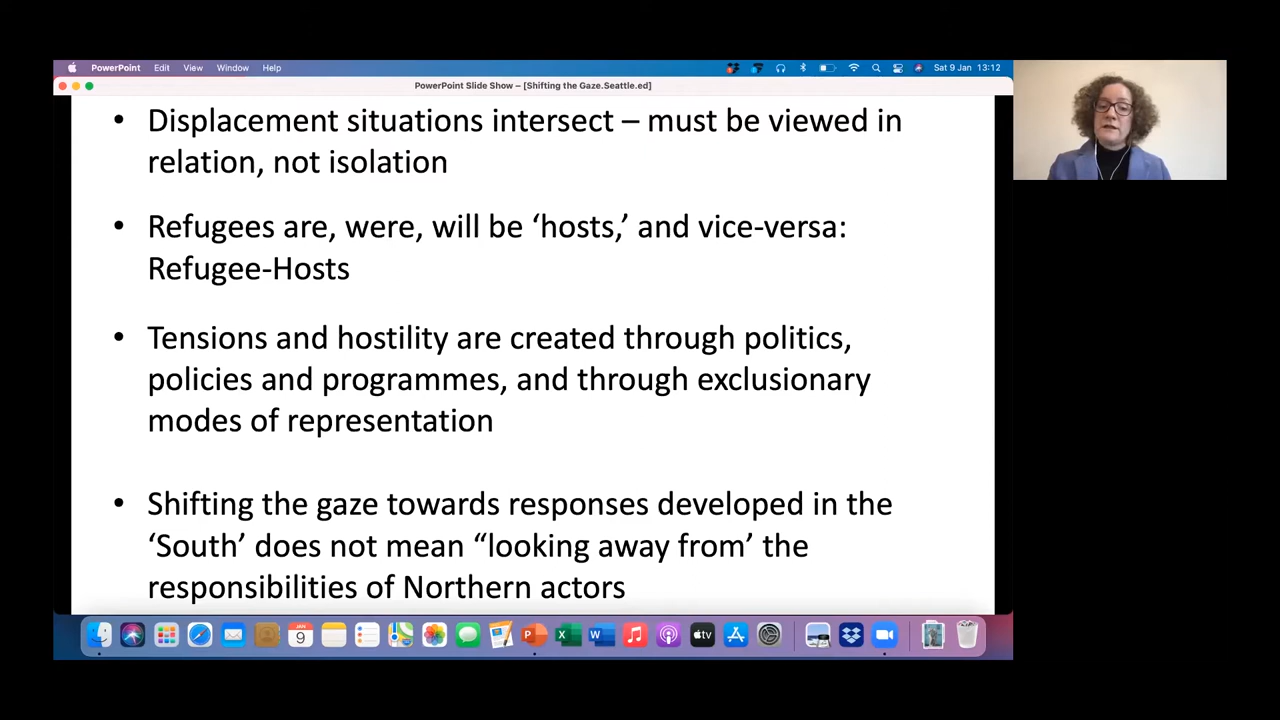 PowerPoint Edit View Window Help Sat 9 Jan 13:12
PowerPoint Slide Show – [Shifting the Gaze.Seattle.ed]
• Displacement situations intersect – must be viewed in
relation, not isolation
• Refugees are, were, will be ‘hosts,’ and vice-versa:
Refugee-Hosts
• Tensions and hostility are created through politics,
policies and programmes, and through exclusionary
modes of representation
• Shifting the gaze towards responses developed in the
‘South’ does not mean “looking away from’ the
responsibilities of Northern actors
JAN
9
tv